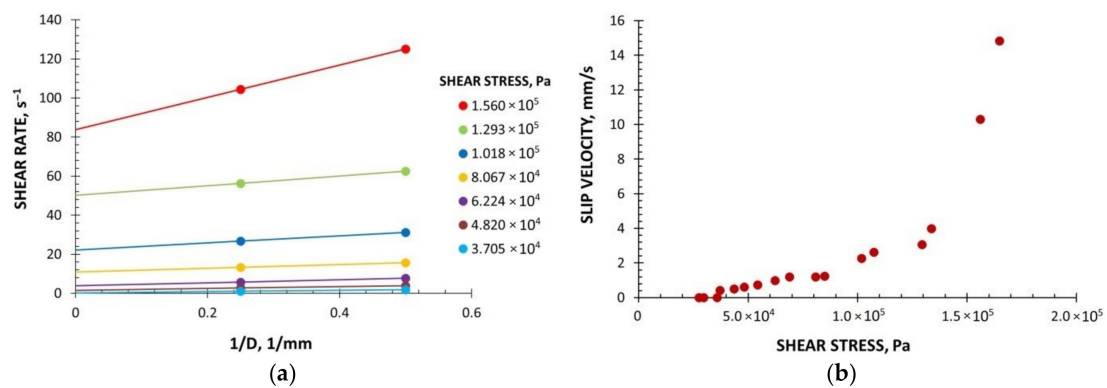 140
120
100
80
60
40
20
0
0
0.2
0.4
0.6
SHEAR RATE, s⁻¹
1/D, 1/mm
SHEAR STRESS, Pa
1.560 × 10⁵
1.293 × 10⁵
1.018 × 10⁵
8.067 × 10⁴
6.224 × 10⁴
4.820 × 10⁴
3.705 × 10⁴
(a)
16
14
12
10
8
6
4
2
0
0
5.0 × 10⁴
1.0 × 10⁵
1.5 × 10⁵
2.0 × 10⁵
SLIP VELOCITY, mm/s
SHEAR STRESS, Pa
(b)